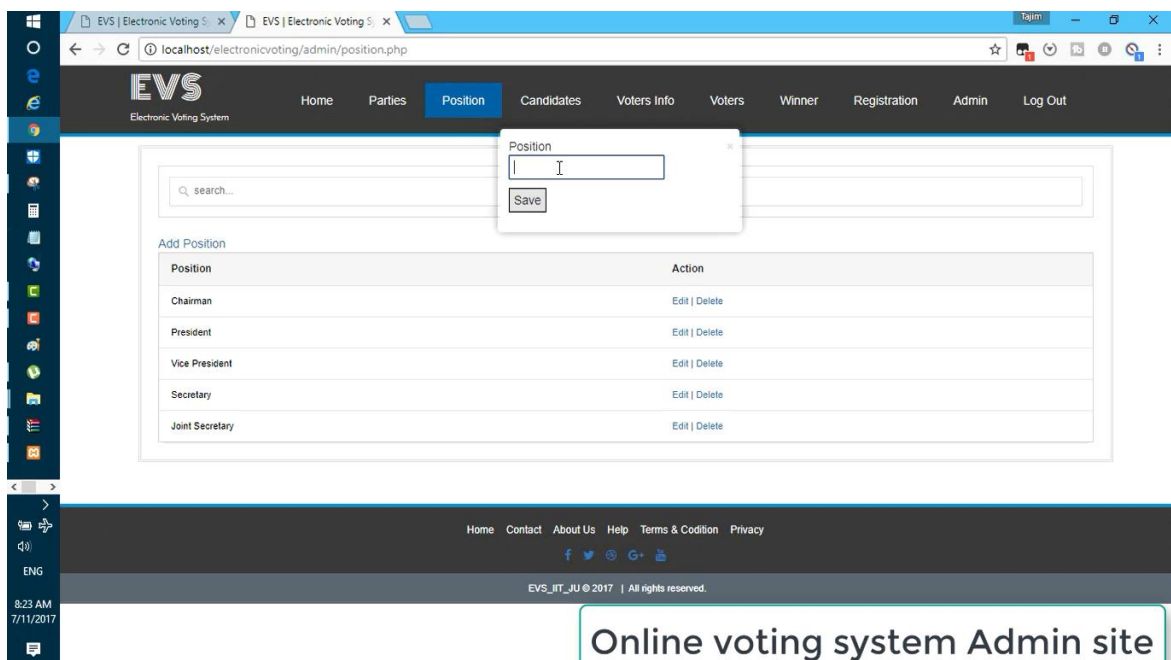 EVS | Electronic Voting S
EVS | Electronic Voting Sy
Tajim
localhost/electronicvoting/admin/position.php
EVS
Electronic Voting System
Home Parties Position Candidates Voters Info Voters Winner Registration Admin Log Out
Position
search...
Save
Add Position
Position Action
Chairman Edit | Delete
President Edit | Delete
Vice President Edit | Delete
Secretary Edit | Delete
Joint Secretary Edit | Delete
Home Contact About Us Help Terms & Codition Privacy
EVS_IIT_JU © 2017 | All rights reserved.
ENG
8:23 AM
7/11/2017
Online voting system Admin site